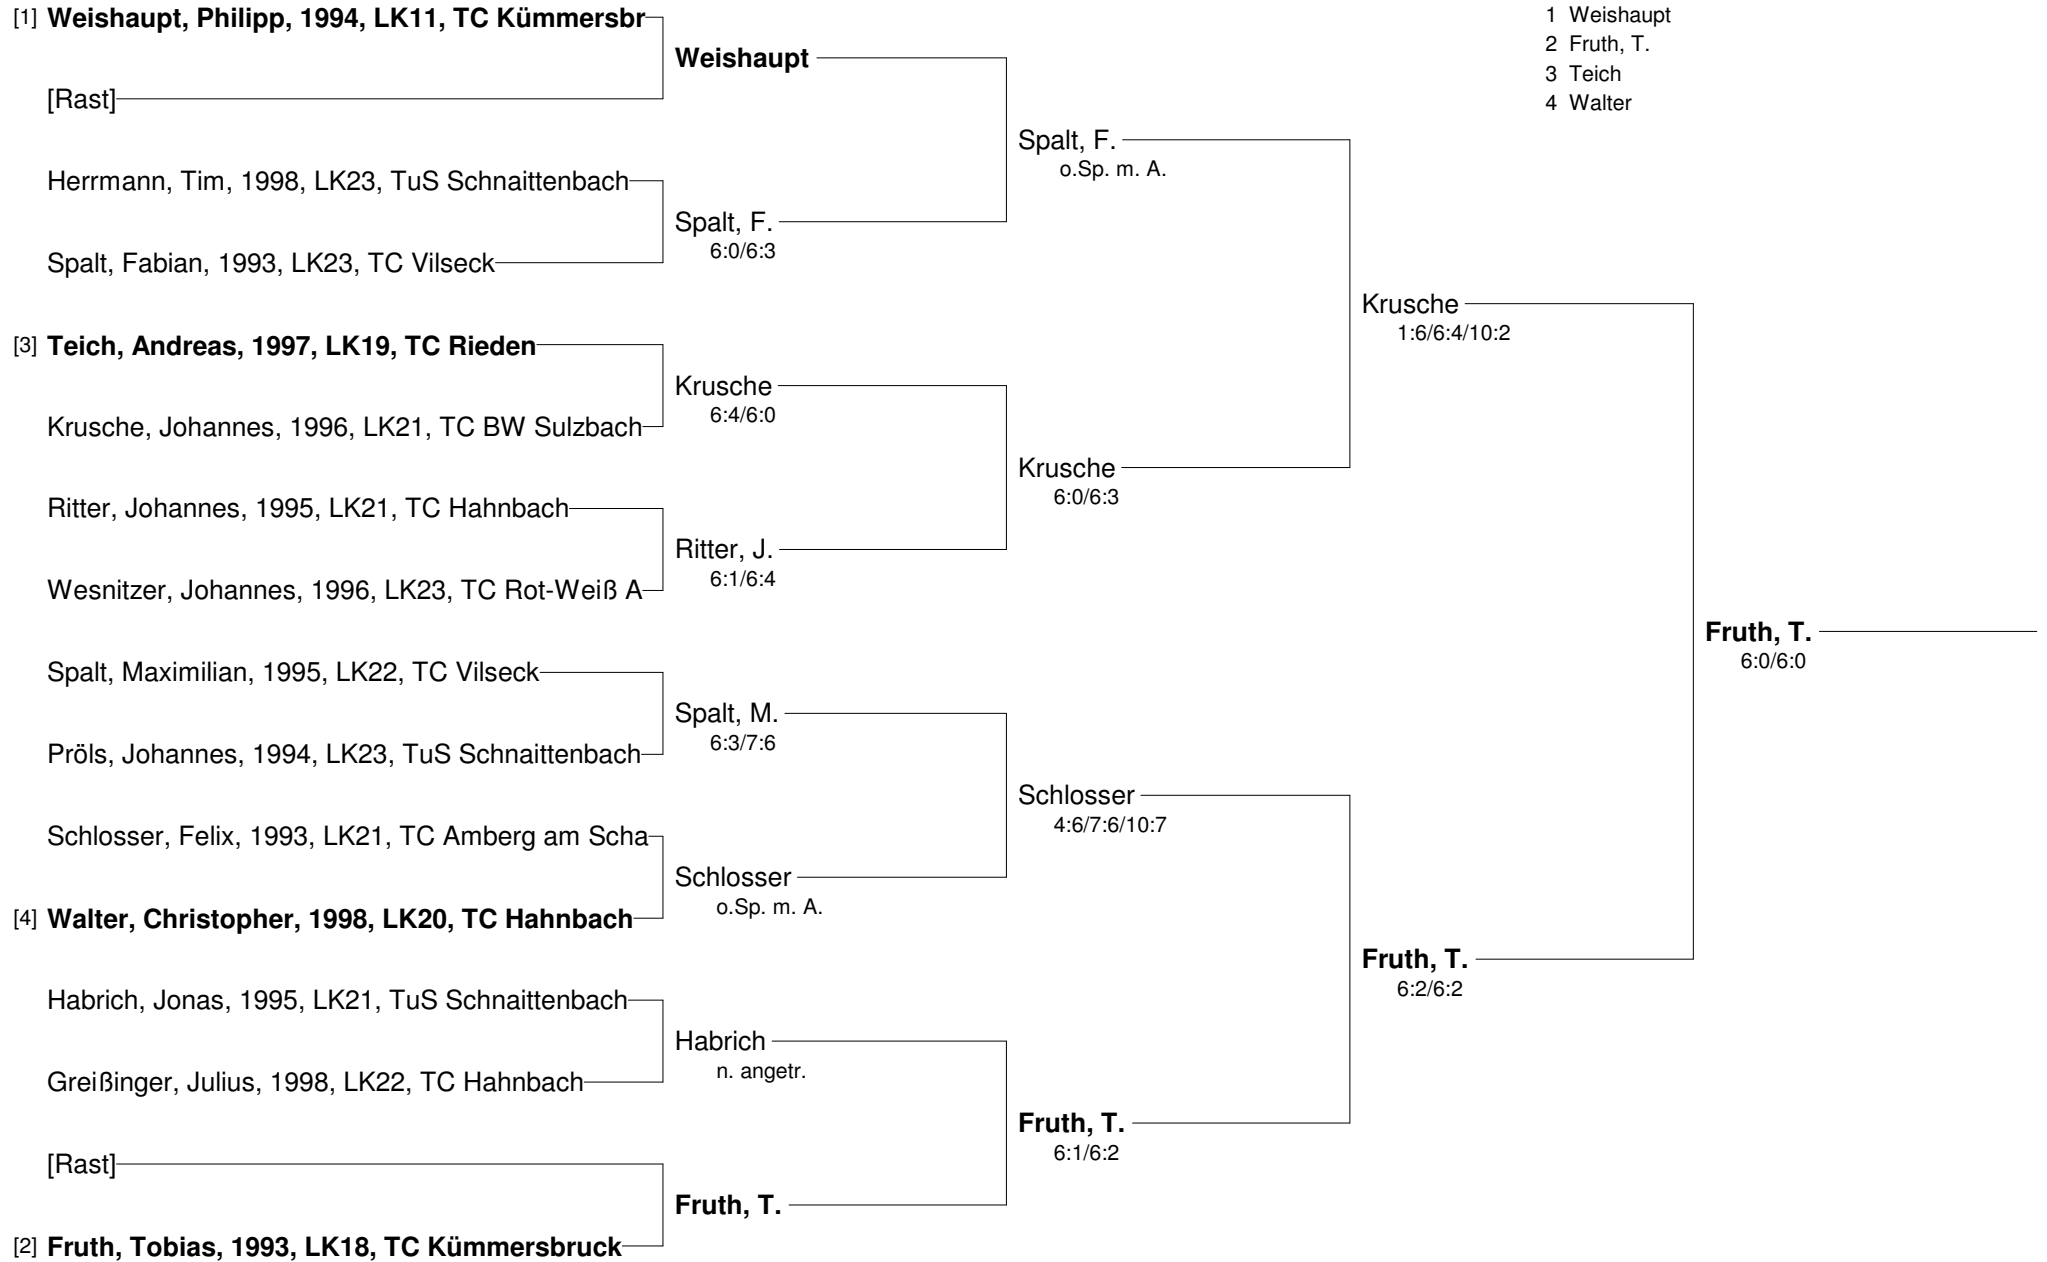 [1] Weishaupt, Philipp, 1994, LK11, TC Kümmersbr
[Rast]
Herrmann, Tim, 1998, LK23, TuS Schnaittenbach
Spalt, Fabian, 1993, LK23, TC Vilseck
[3] Teich, Andreas, 1997, LK19, TC Rieden
Krusche, Johannes, 1996, LK21, TC BW Sulzbach
Ritter, Johannes, 1995, LK21, TC Hahnbach
Wesnitzer, Johannes, 1996, LK23, TC Rot-Weiß A
Spalt, Maximilian, 1995, LK22, TC Vilseck
Pröls, Johannes, 1994, LK23, TuS Schnaittenbach
Schlosser, Felix, 1993, LK21, TC Amberg am Scha
[4] Walter, Christopher, 1998, LK20, TC Hahnbach
Habrich, Jonas, 1995, LK21, TuS Schnaittenbach
Greißinger, Julius, 1998, LK22, TC Hahnbach
[Rast]
[2] Fruth, Tobias, 1993, LK18, TC Kümmersbruck
Weishaupt
Spalt, F.
6:0/6:3
Krusche
6:4/6:0
Ritter, J.
6:1/6:4
Spalt, M.
6:3/7:6
Schlosser
o.Sp. m. A.
Habrich
n. angetr.
Fruth, T.
Spalt, F.
o.Sp. m. A.
Krusche
6:0/6:3
Schlosser
4:6/7:6/10:7
Fruth, T.
6:1/6:2
Krusche
1:6/6:4/10:2
Fruth, T.
6:2/6:2
Fruth, T.
6:0/6:0
1 Weishaupt
2 Fruth, T.
3 Teich
4 Walter